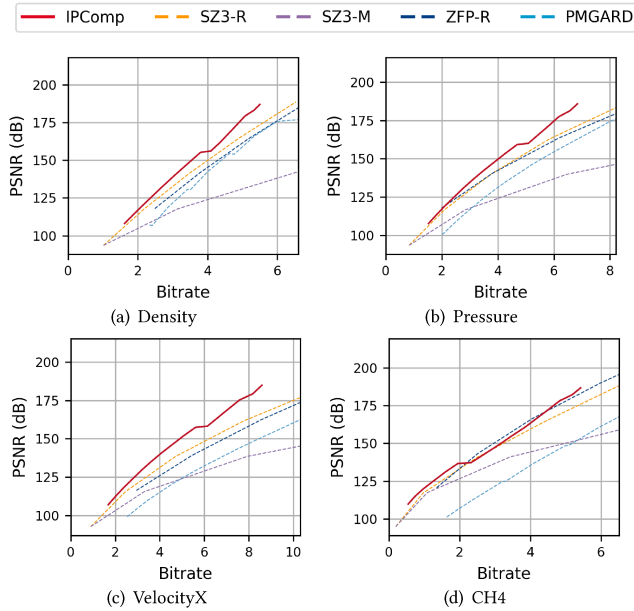 IPComp SZ3-R SZ3-M ZFP-R PMGARD
200
175
150
125
100
PSNR (dB)
0 2 4 6
Bitrate
(a) Density
200
175
150
125
100
PSNR (dB)
0 2 4 6 8
Bitrate
(b) Pressure
200
175
150
125
100
PSNR (dB)
0 2 4 6 8 10
Bitrate
(c) VelocityX
200
175
150
125
100
PSNR (dB)
0 2 4 6
Bitrate
(d) CH4